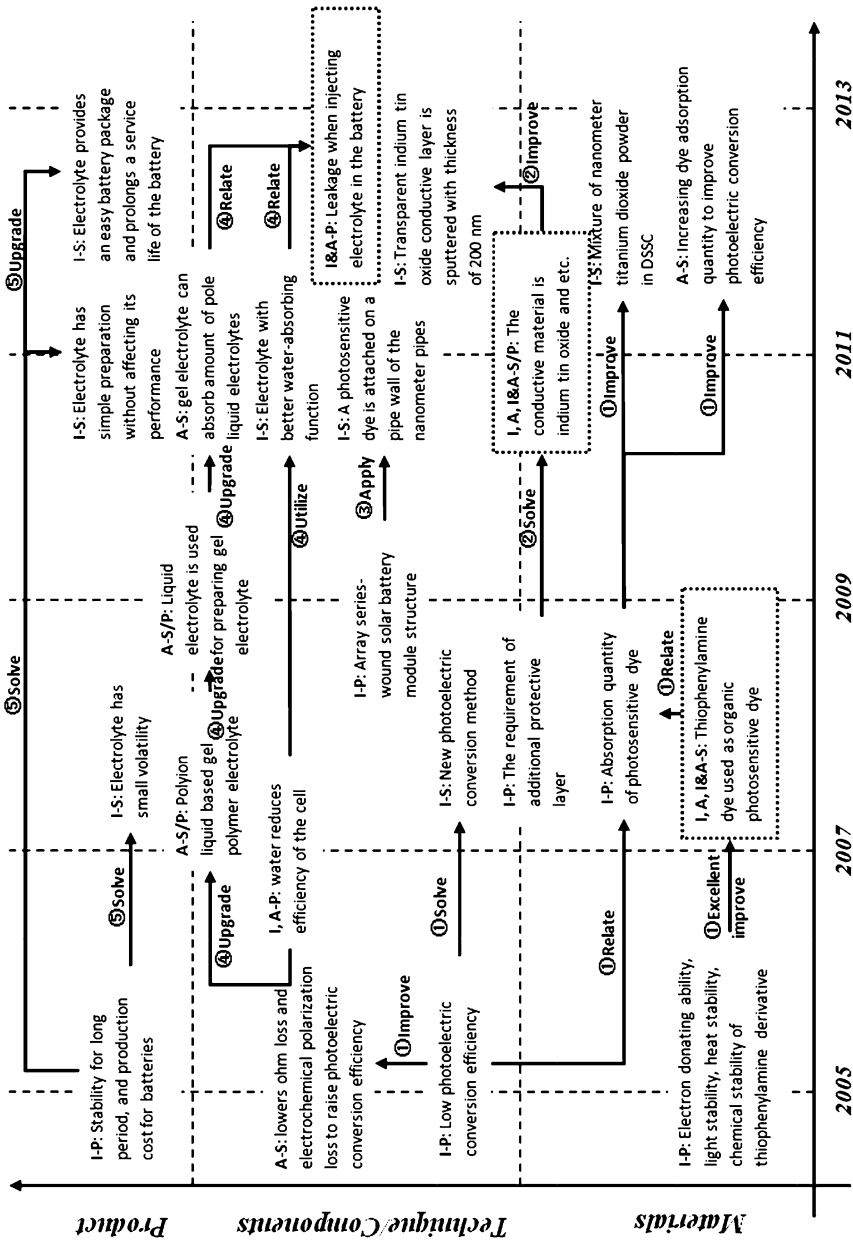 Product
Technique/Components
Materials
I-P: Stability for long
period, and production
cost for batteries
⑤Solve
⑤Solve
I-S: Electrolyte has
small volatility
⑤Upgrade
I-S: Electrolyte has
simple preparation
without affecting its
performance
I-S: Electrolyte provides
an easy battery package
and prolongs a service
life of the battery
A-S: lowers ohm loss and
electrochemical polarization
loss to raise photoelectric
conversion efficiency
④Upgrade
I, A-P: water reduces
efficiency of the cell
A-S/P: Polyion
liquid based gel
polymer electrolyte
④Upgrade
A-S/P: Liquid
electrolyte is used
for preparing gel
electrolyte
④Upgrade
④Utilize
A-S: gel electrolyte can
absorb amount of pole
liquid electrolytes
I-S: Electrolyte with
better water-absorbing
function
④Relate
④Relate
I&A-P: Leakage when injecting
electrolyte in the battery
①Improve
I-P: Low photoelectric
conversion efficiency
①Solve
I-S: New photoelectric
conversion method
I-P: Array series-
wound solar battery
module structure
③Apply
I-S: A photosensitive
dye is attached on a
pipe wall of the
nanometer pipes
I-S: Transparent indium tin
oxide conductive layer is
sputtered with thickness
of 200 nm
②Improve
I-P: The requirement of
additional protective
layer
②Solve
I, A, I&A-S/P: The
conductive material is
indium tin oxide and etc.
①Relate
I-P: Absorption quantity
of photosensitive dye
①Improve
I-S: Mixture of nanometer
titanium dioxide powder
in DSSC
①Improve
A-S: Increasing dye adsorption
quantity to improve
photoelectric conversion
efficiency
①Relate
I-P: Electron donating ability,
light stability, heat stability,
chemical stability of
thiophenylamine derivative
①Excellent
improve
I, A, I&A-S: Thiophenylamine
dye used as organic
photosensitive dye
2005
2007
2009
2011
2013